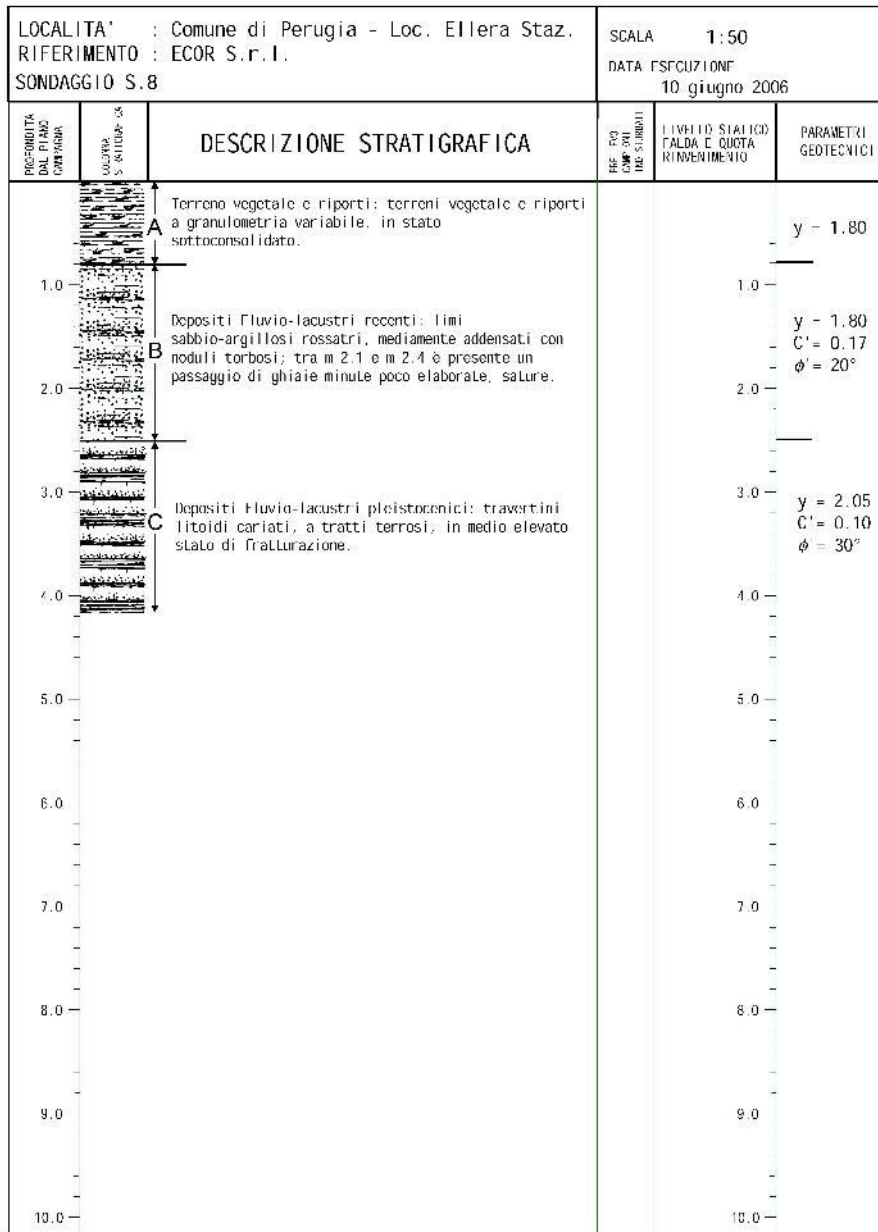 LOCALITA' : Comune di Perugia - Loc. Ellera Staz.
RIFERIMENTO : ECOR S.r.l.
SONDAGGIO S.8
SCALA 1:50
DATA ESECUZIONE
10 giugno 2006
PROFONDITA
DAL PIANO
CAMPAGNA
COLONNA
DESCRIZIONE STRATIGRAFICA
LIVELLO STATICO
FALDA E QUOTA
RINVENIMENTO
PARAMETRI
GEOTECNICI
A
Terreno vegetale e riporti: terreni vegetale e riporti
a granulometria variabile, in stato
sottoconsolidato.
y - 1.80
1.0
1.0
B
Depositi Fluvio-lacustri recenti: limi
sabbio-argillosi rossatri, mediamente addensati con
noduli torbosi; tra m 2.1 e m 2.4 è presente un
passaggio di ghiaie minute poco elaborate, sature.
y - 1.80
C'= 0.17
ϕ'= 20°
2.0
2.0
3.0
3.0
C
Depositi Fluvio-lacustri pleistocenici: travertini
litoidi cariati, a tratti terrosi, in medio elevato
stato di fratturazione.
y = 2.05
C'= 0.10
ϕ = 30°
4.0
4.0
5.0
5.0
6.0
6.0
7.0
7.0
8.0
8.0
9.0
9.0
10.0
10.0